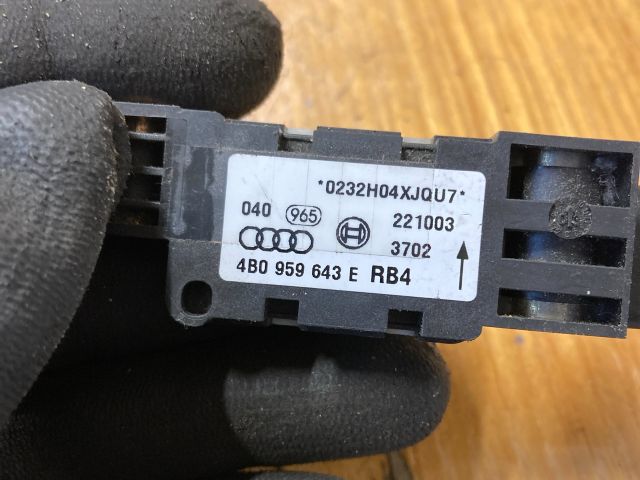 *0232H04XJQU7*
040 965 221003
3702
4B0 959 643 E RB4